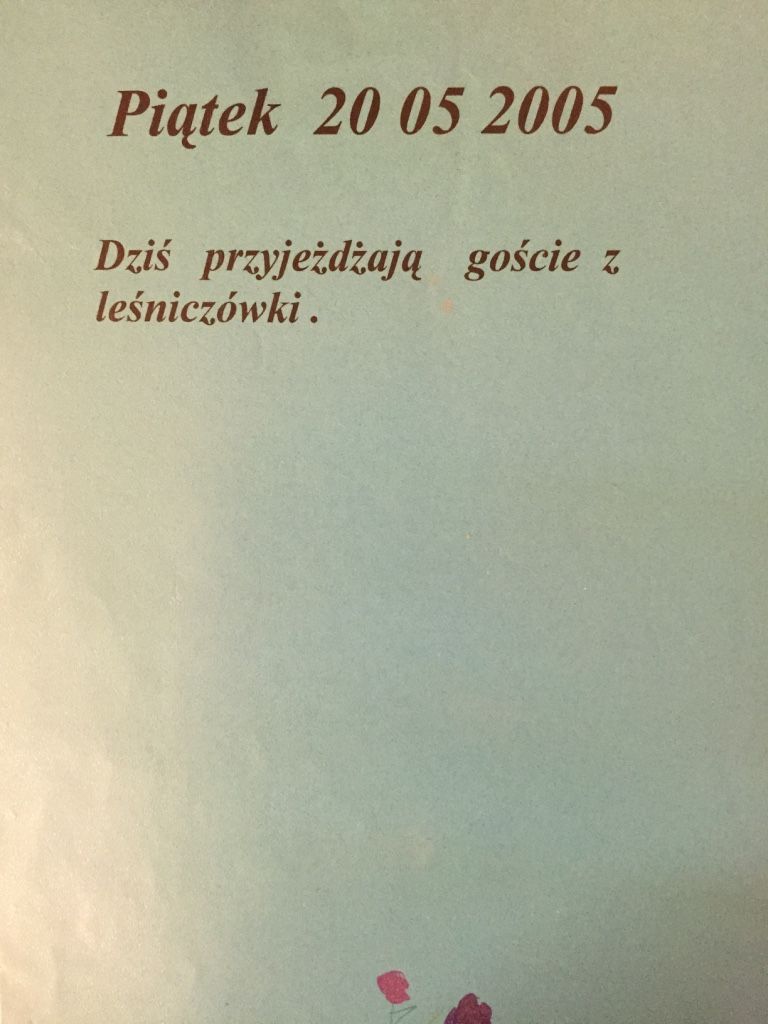 Piątek 20 05 2005
Dziś przyjeżdżają goście z
leśniczówki .